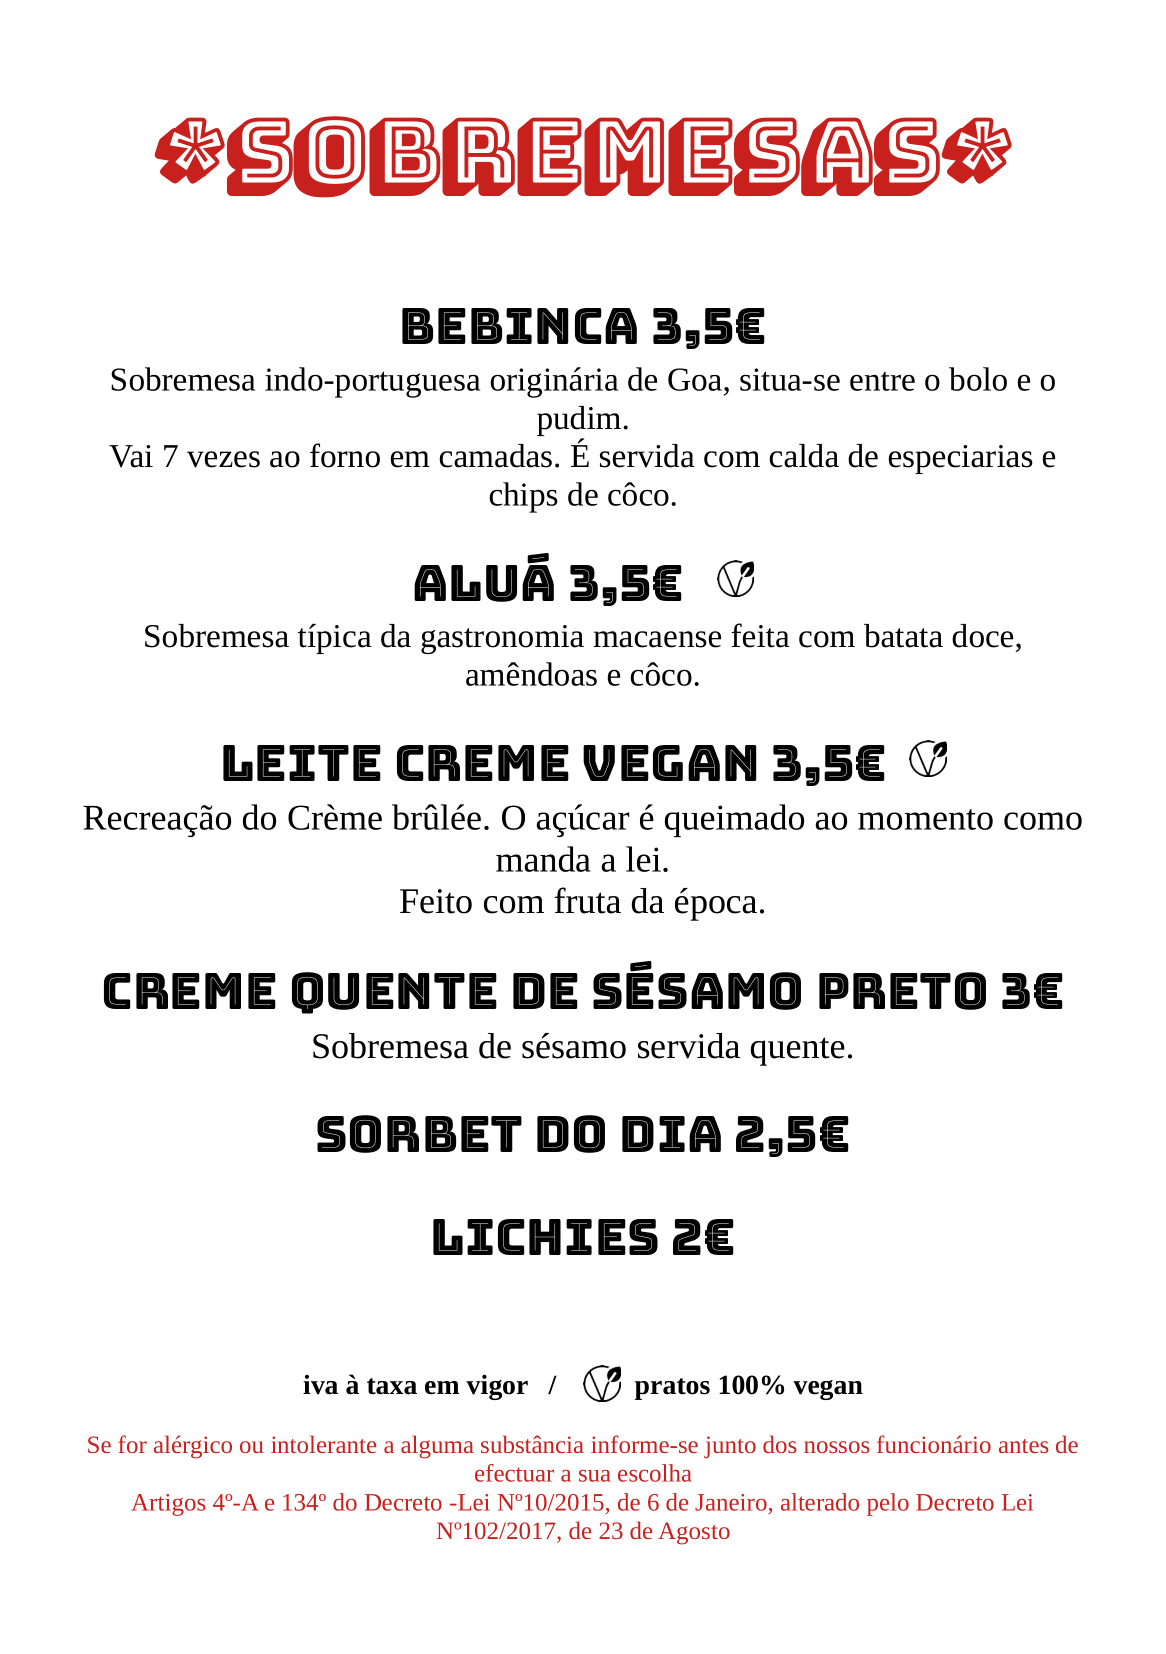 *SOBREMESAS*
BEBINCA 3,5€
Sobremesa indo-portuguesa originária de Goa, situa-se entre o bolo e o
pudim.
Vai 7 vezes ao forno em camadas. É servida com calda de especiarias e
chips de côco.
ALUÁ 3,5€
Sobremesa típica da gastronomia macaense feita com batata doce,
amêndoas e côco.
LEITE CREME VEGAN 3,5€
Recreação do Crème brûlée. O açúcar é queimado ao momento como
manda a lei.
Feito com fruta da época.
CREME QUENTE DE SÉSAMO PRETO 3€
Sobremesa de sésamo servida quente.
SORBET DO DIA 2,5€
LICHIES 2€
iva à taxa em vigor / pratos 100% vegan
Se for alérgico ou intolerante a alguma substância informe-se junto dos nossos funcionário antes de
efectuar a sua escolha
Artigos 4º-A e 134º do Decreto -Lei Nº10/2015, de 6 de Janeiro, alterado pelo Decreto Lei
Nº102/2017, de 23 de Agosto